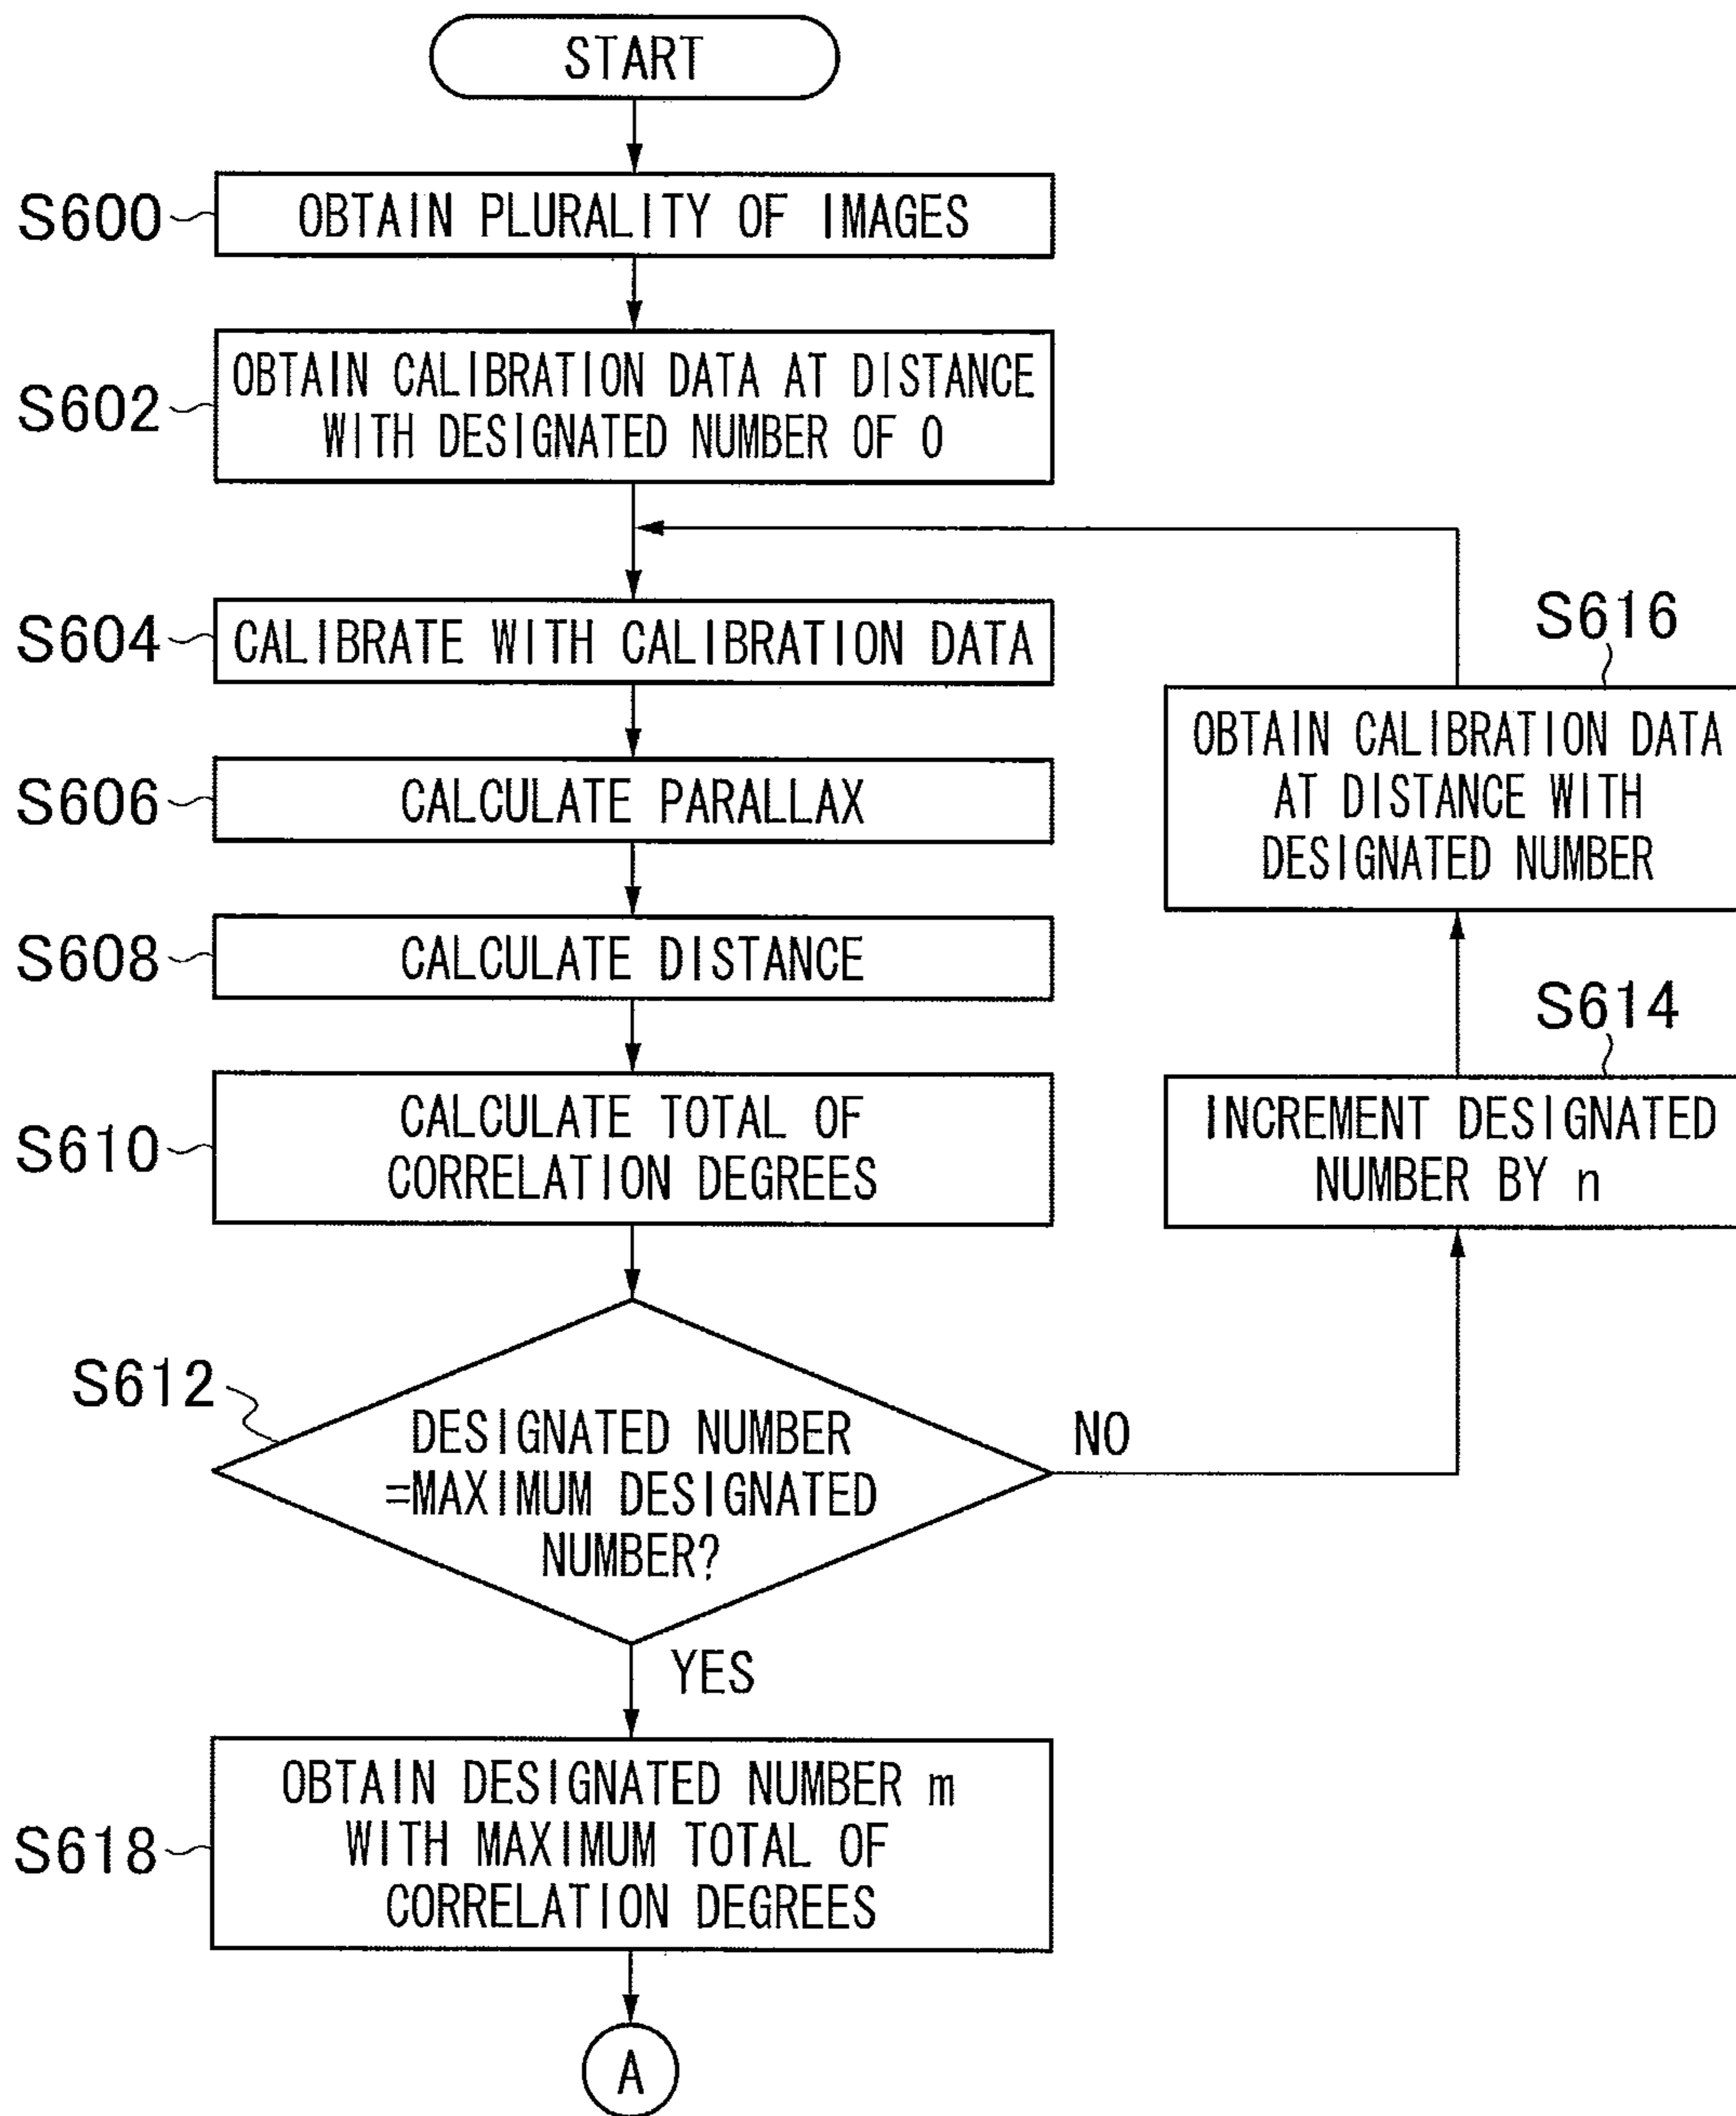 START
S600
OBTAIN PLURALITY OF IMAGES
S602
OBTAIN CALIBRATION DATA AT DISTANCE
WITH DESIGNATED NUMBER OF 0
S604
CALIBRATE WITH CALIBRATION DATA
S606
CALCULATE PARALLAX
S608
CALCULATE DISTANCE
S610
CALCULATE TOTAL OF
CORRELATION DEGREES
S612
DESIGNATED NUMBER
=MAXIMUM DESIGNATED
NUMBER?
NO
S614
INCREMENT DESIGNATED
NUMBER BY n
S616
OBTAIN CALIBRATION DATA
AT DISTANCE WITH
DESIGNATED NUMBER
YES
S618
OBTAIN DESIGNATED NUMBER m
WITH MAXIMUM TOTAL OF
CORRELATION DEGREES
A